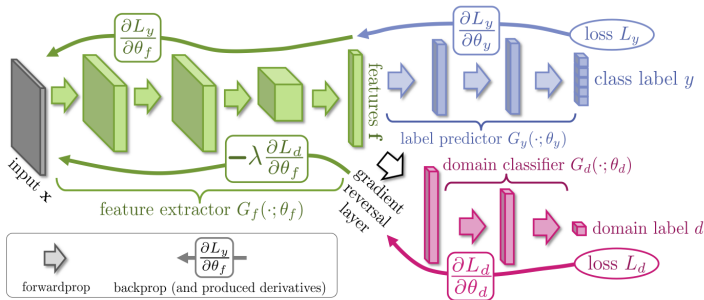 ∂L_y/∂θ_f
∂L_y/∂θ_y
loss L_y
features f
class label y
label predictor G_y(·;θ_y)
−λ ∂L_d/∂θ_f
input x
feature extractor G_f(·;θ_f)
gradient
reversal
layer
domain classifier G_d(·;θ_d)
domain label d
∂L_d/∂θ_d
loss L_d
∂L_y/∂θ_f
forwardprop
backprop (and produced derivatives)